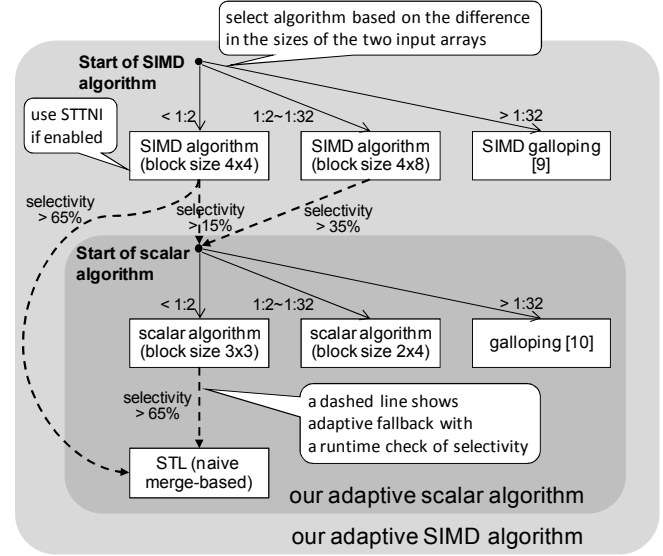 select algorithm based on the difference
in the sizes of the two input arrays
Start of SIMD
algorithm
use STTNI
if enabled
< 1:2
1:2~1:32
> 1:32
SIMD algorithm
(block size 4x4)
SIMD algorithm
(block size 4x8)
SIMD galloping
[9]
selectivity
> 65%
selectivity
> 15%
selectivity
> 35%
Start of scalar
algorithm
< 1:2
1:2~1:32
> 1:32
scalar algorithm
(block size 3x3)
scalar algorithm
(block size 2x4)
galloping [10]
selectivity
> 65%
a dashed line shows
adaptive fallback with
a runtime check of selectivity
STL (naive
merge-based)
our adaptive scalar algorithm
our adaptive SIMD algorithm